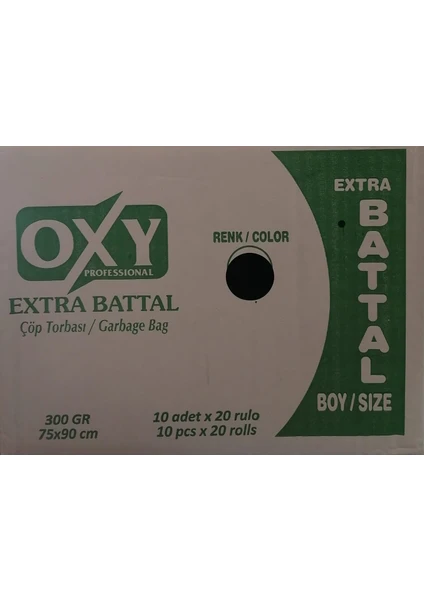 OXY
PROFESSIONAL
EXTRA BATTAL
Çöp Torbası / Garbage Bag
RENK / COLOR
300 GR
75x90 cm
10 adet x 20 rulo
10 pcs x 20 rolls
EXTRA
BATTAL
BOY / SIZE